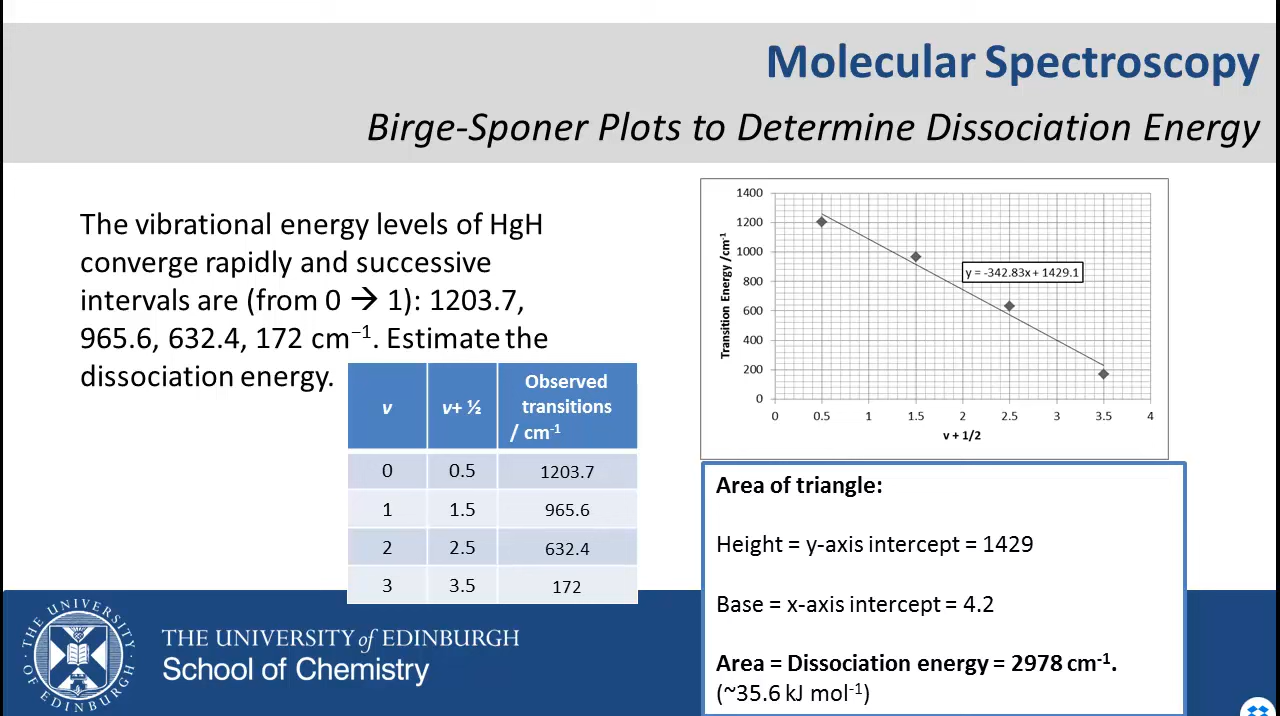 Molecular Spectroscopy
Birge-Sponer Plots to Determine Dissociation Energy
The vibrational energy levels of HgH
converge rapidly and successive
intervals are (from 0 → 1): 1203.7,
965.6, 632.4, 172 cm⁻¹. Estimate the
dissociation energy.
v v+ ½ Observed transitions / cm⁻¹
0 0.5 1203.7
1 1.5 965.6
2 2.5 632.4
3 3.5 172
Transition Energy /cm⁻¹
1400
1200
1000
800
600
400
200
0
y = -342.83x + 1429.1
0 0.5 1 1.5 2 2.5 3 3.5 4
v + 1/2
Area of triangle:
Height = y-axis intercept = 1429
Base = x-axis intercept = 4.2
Area = Dissociation energy = 2978 cm⁻¹.
(~35.6 kJ mol⁻¹)
THE UNIVERSITY OF EDINBURGH
THE UNIVERSITY of EDINBURGH
School of Chemistry